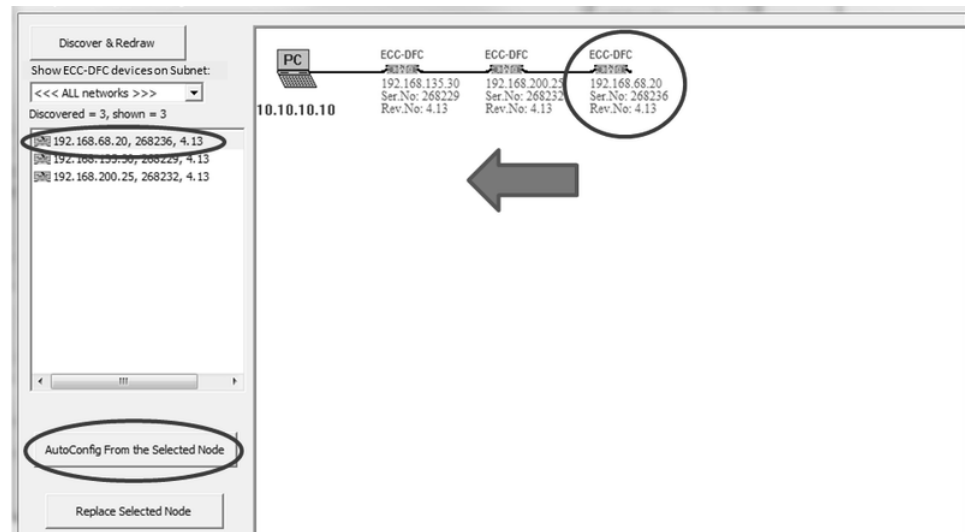 Discover & Redraw
Show ECC-DFC devices on Subnet:
<<< ALL networks >>>
Discovered = 3, shown = 3
192.168.68.20, 268236, 4.13
192.168.135.30, 268229, 4.13
192.168.200.25, 268232, 4.13
AutoConfig From the Selected Node
Replace Selected Node
PC
10.10.10.10
ECC-DFC
192.168.135.30
Ser.No: 268229
Rev.No: 4.13
ECC-DFC
192.168.200.25
Ser.No: 268232
Rev.No: 4.13
ECC-DFC
192.168.68.20
Ser.No: 268236
Rev.No: 4.13